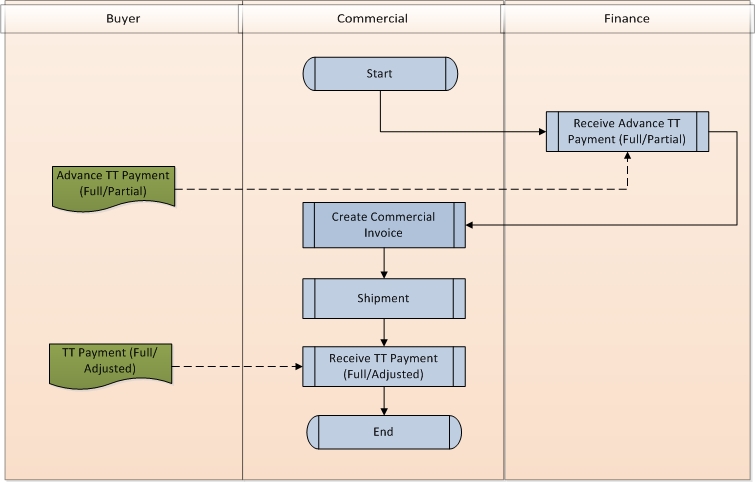 Buyer
Commercial
Finance
Start
Receive Advance TT
Payment (Full/Partial)
Advance TT Payment
(Full/Partial)
Create Commercial
Invoice
Shipment
TT Payment (Full/
Adjusted)
Receive TT Payment
(Full/Adjusted)
End